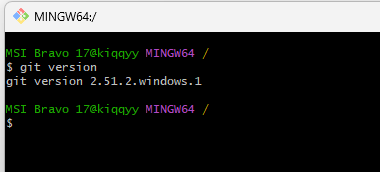 MINGW64:/
MSI Bravo 17@kiqqyy MINGW64 /
$ git version
git version 2.51.2.windows.1
MSI Bravo 17@kiqqyy MINGW64 /
$